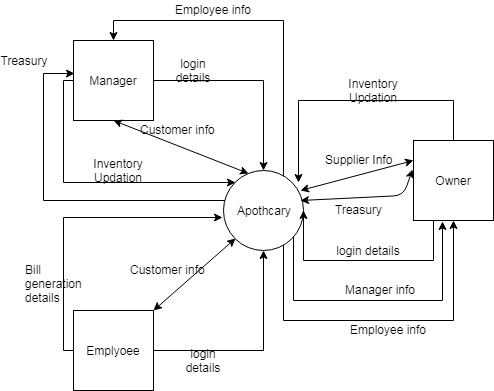 Employee info
Treasury
login
details
Manager
Inventory
Updation
Customer info
Supplier Info
Inventory
Updation
Owner
Apothcary
Treasury
login details
Bill
generation
details
Customer info
Manager info
Employee info
Emplyoee
login
details